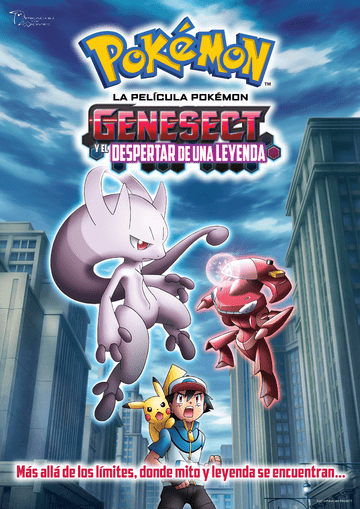 POKéMON
TM
LA PELÍCULA POKÉMON
GENESECT
Y EL DESPERTAR DE UNA LEYENDA
Más allá de los límites, donde mito y leyenda se encuentran...